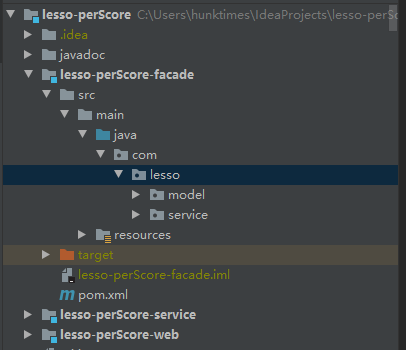 lesso-perScore C:\Users\hunktimes\IdeaProjects\lesso-perSc
.idea
javadoc
lesso-perScore-facade
src
main
java
com
lesso
model
service
resources
target
lesso-perScore-facade.iml
pom.xml
lesso-perScore-service
lesso-perScore-web